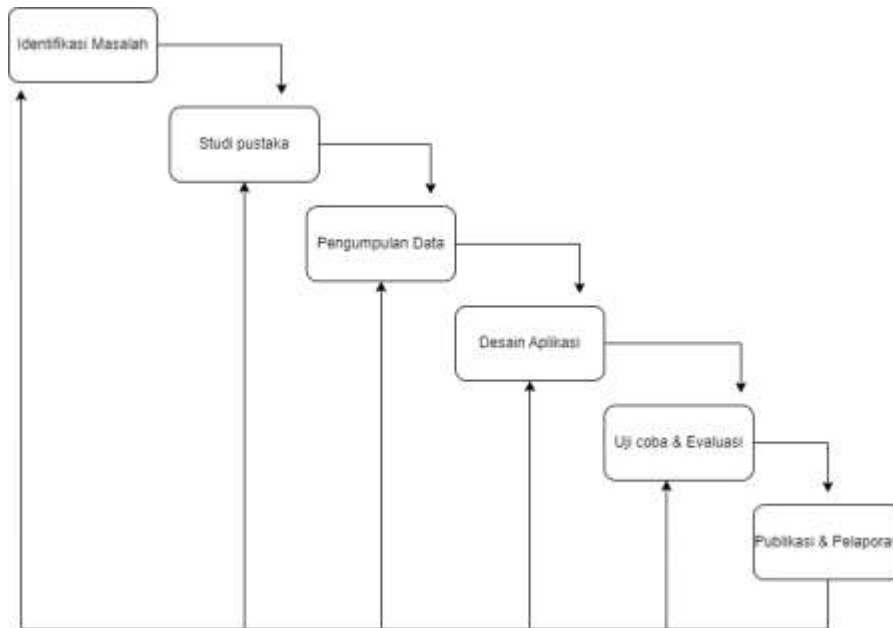 Identifikasi Masalah
Studi pustaka
Pengumpulan Data
Desain Aplikasi
Uji coba & Evaluasi
Publikasi & Pelapora